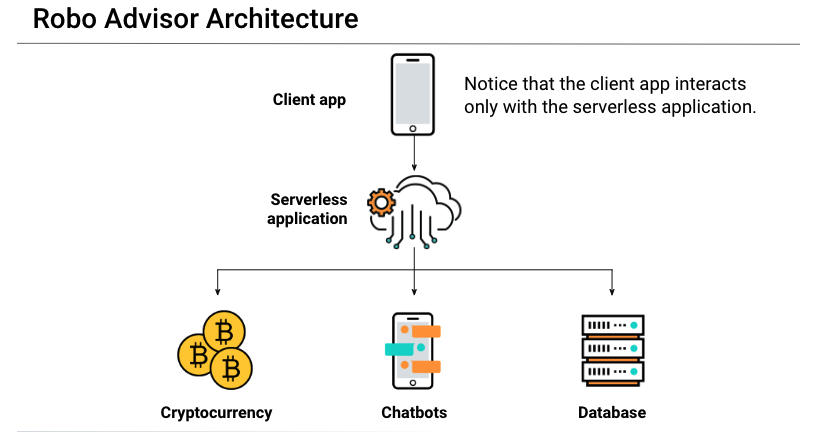 Robo Advisor Architecture
Client app
Notice that the client app interacts
only with the serverless application.
Serverless
application
Cryptocurrency
Chatbots
Database